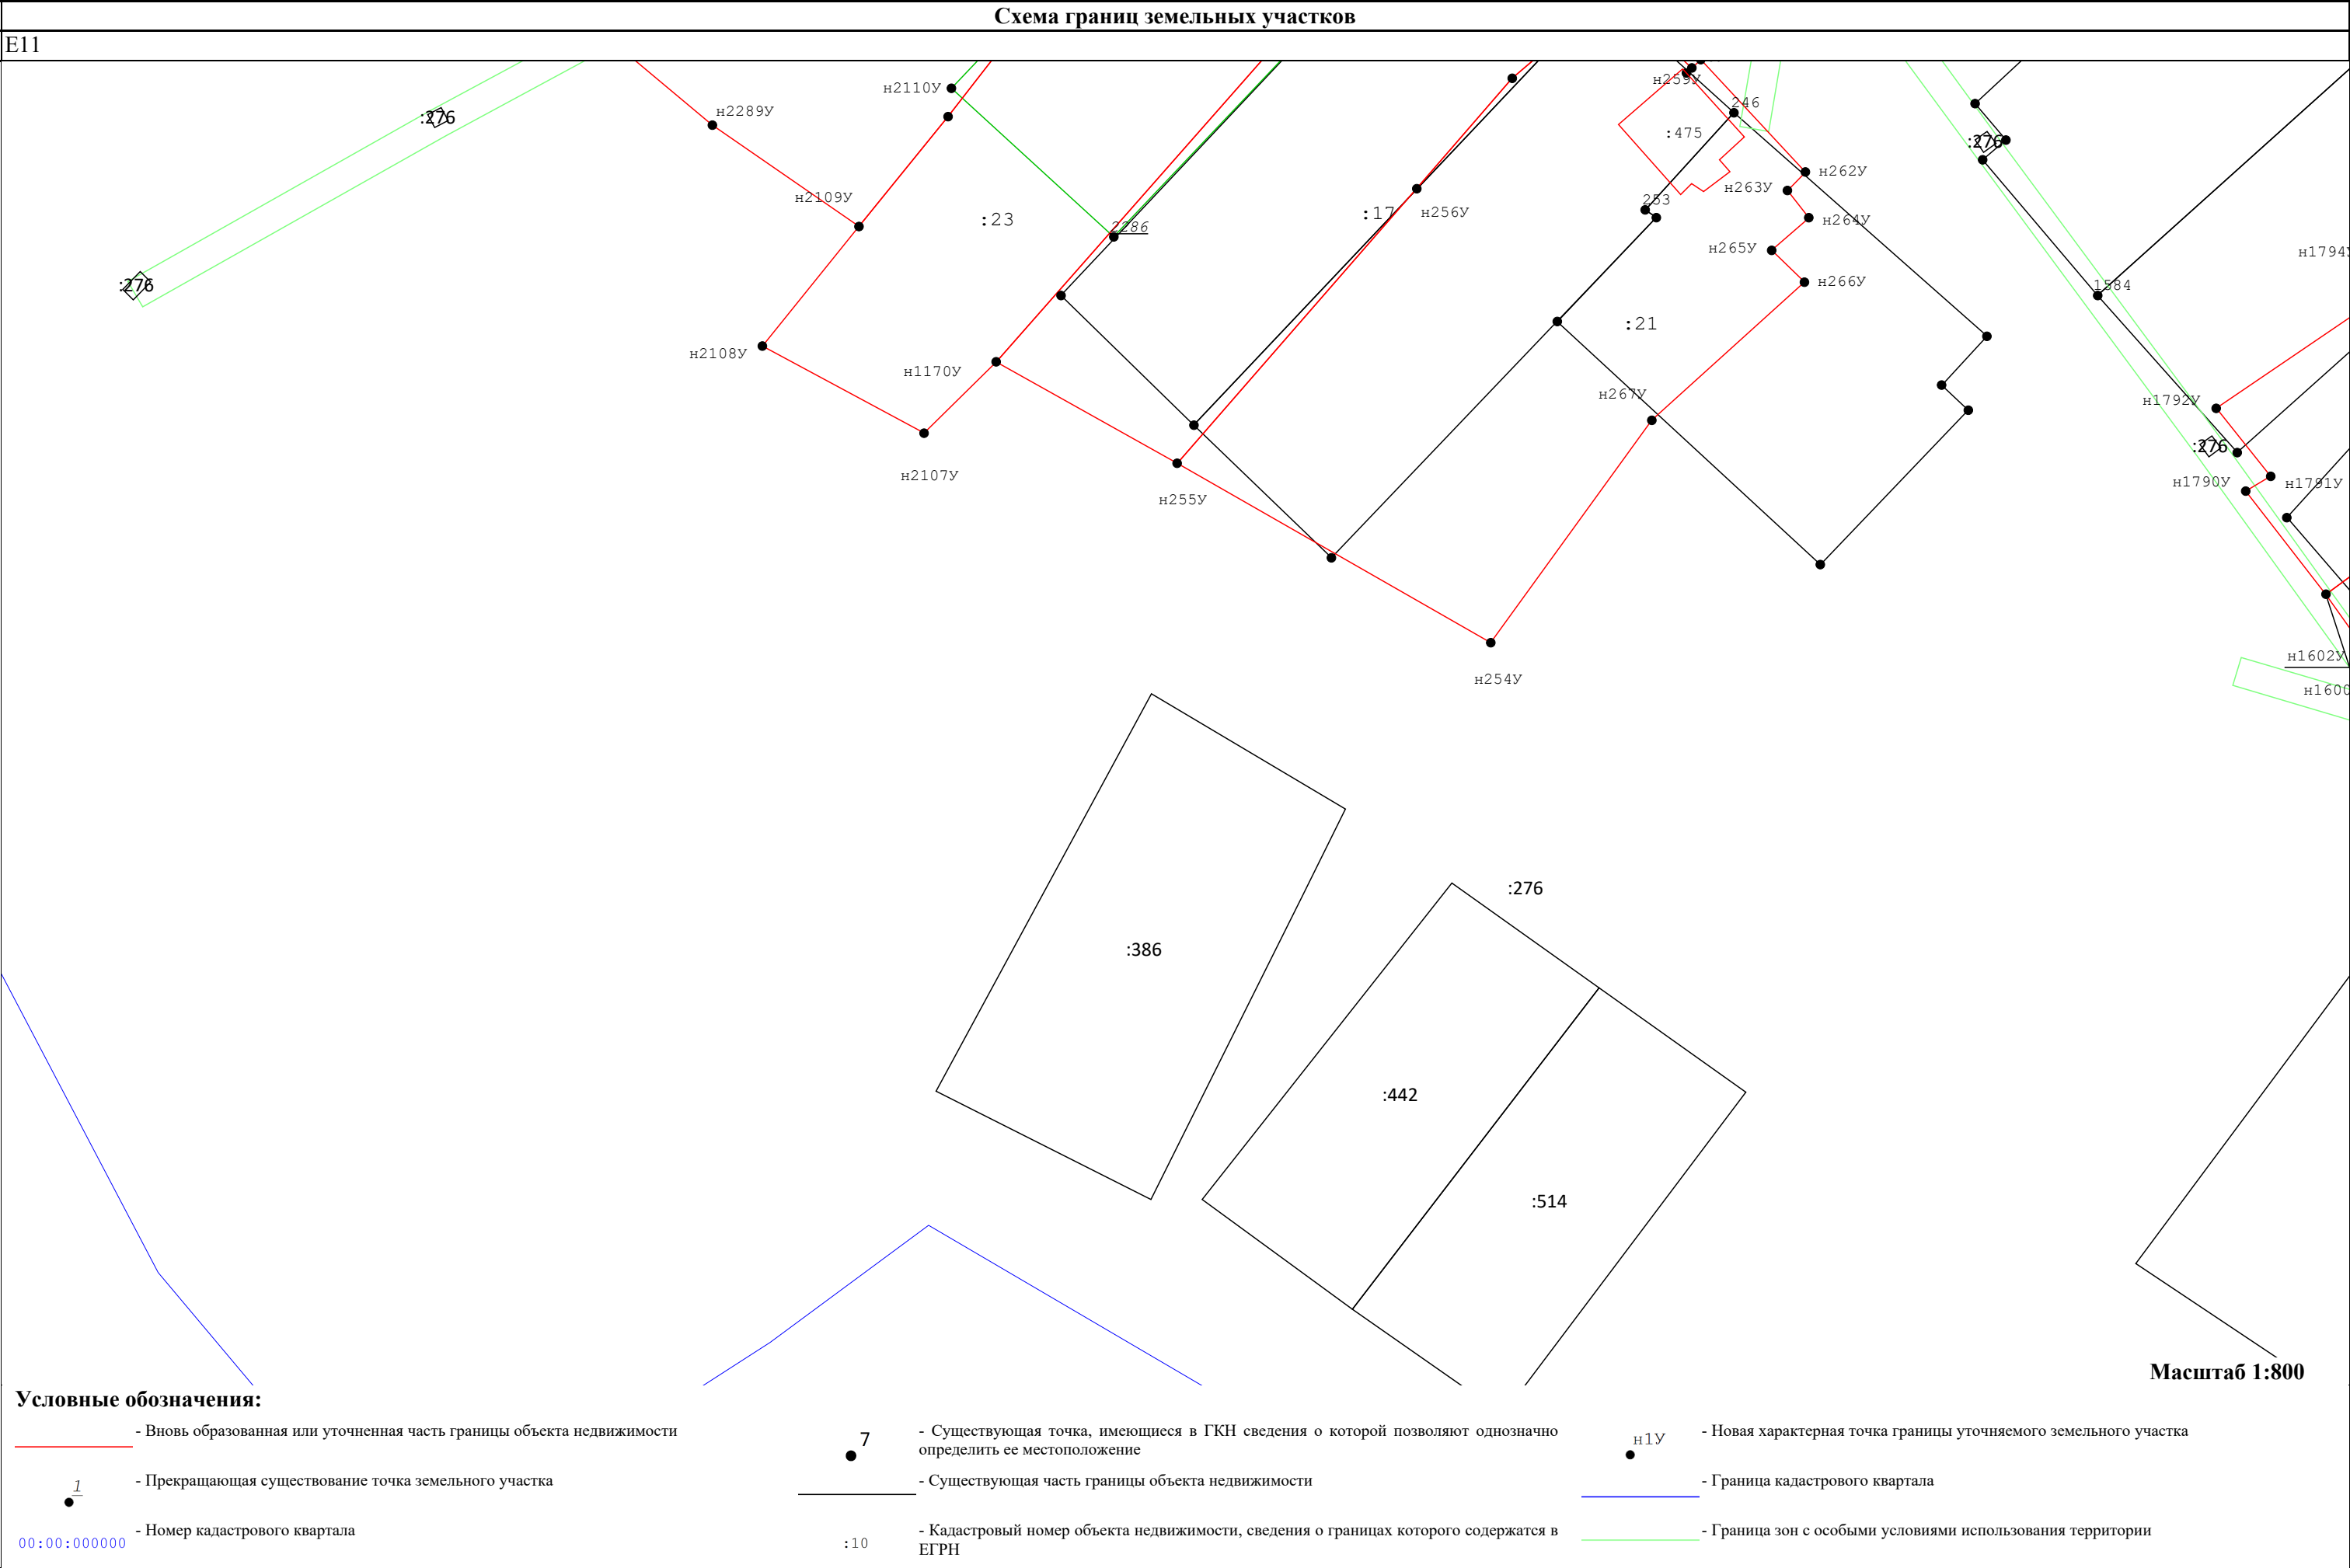 Схема границ земельных участков
Е11
н2110У
н259У
246
:276
н2289У
:475
:276
н262У
н2109У
н263У
253
:23
:17
н256У
н264У
2286
н265У
н1794У
:276
н266У
1584
:21
н2108У
н1170У
н267У
н1792У
:276
н2107У
н255У
н1790У
н1791У
н1602У
н254У
н1600
:276
:386
:442
:514
Масштаб 1:800
Условные обозначения:
- Вновь образованная или уточненная часть границы объекта недвижимости
7
- Существующая точка, имеющиеся в ГКН сведения о которой позволяют однозначно
определить ее местоположение
н1У
- Новая характерная точка границы уточняемого земельного участка
1
- Прекращающая существование точка земельного участка
- Существующая часть границы объекта недвижимости
- Граница кадастрового квартала
00:00:000000
- Номер кадастрового квартала
:10
- Кадастровый номер объекта недвижимости, сведения о границах которого содержатся в
ЕГРН
- Граница зон с особыми условиями использования территории